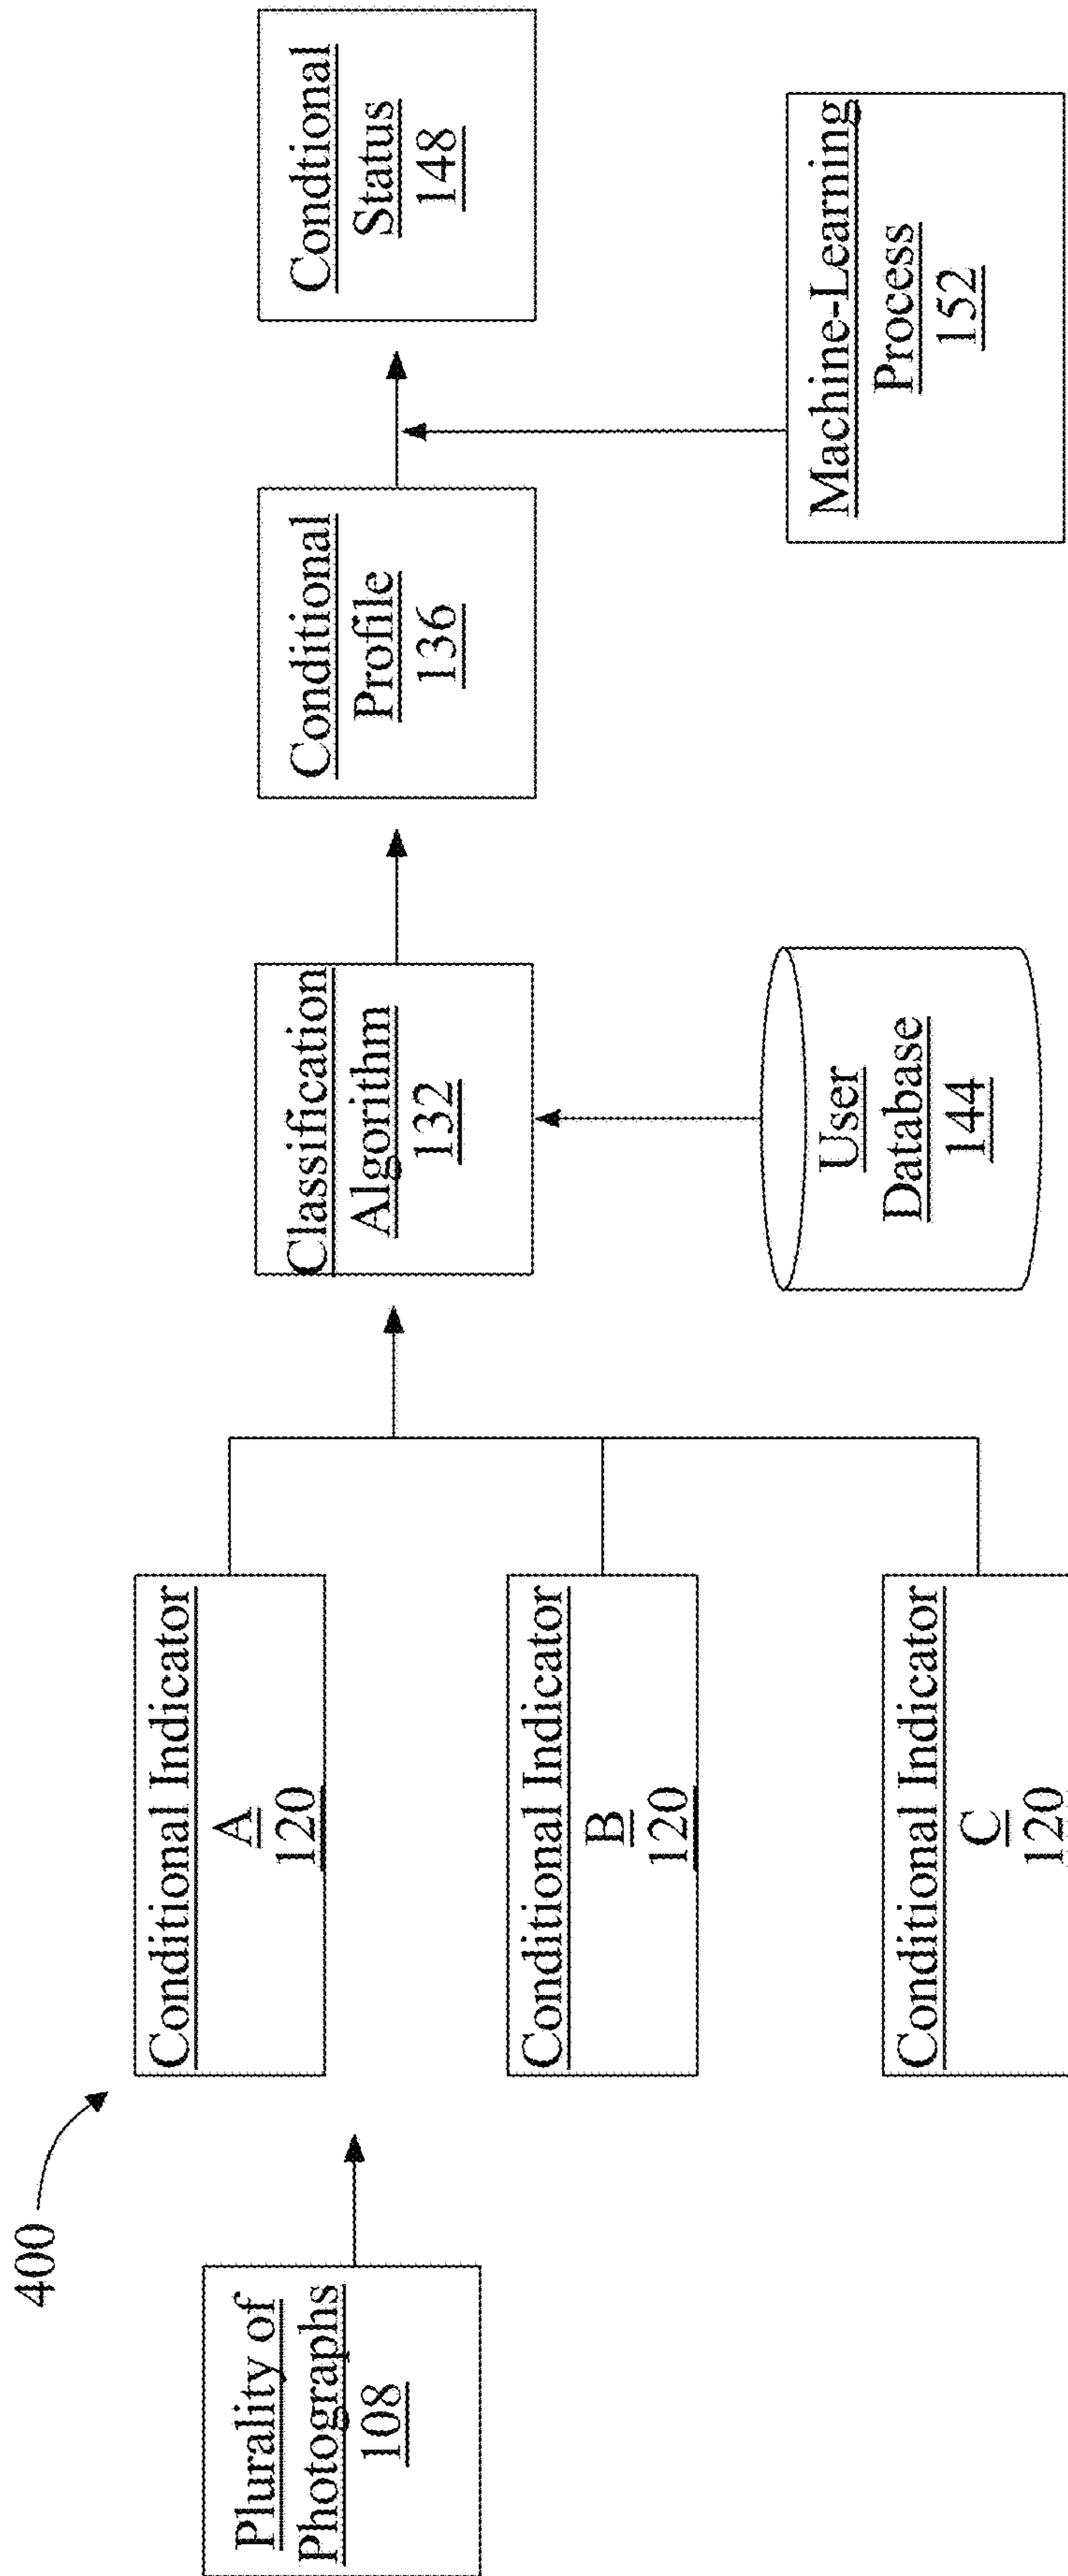 400
Plurality of
Photographs
108
Conditional Indicator
A
120
Conditional Indicator
B
120
Conditional Indicator
C
120
Classification
Algorithm
132
User
Database
144
Conditional
Profile
136
Machine-Learning
Process
152
Condtional
Status
148